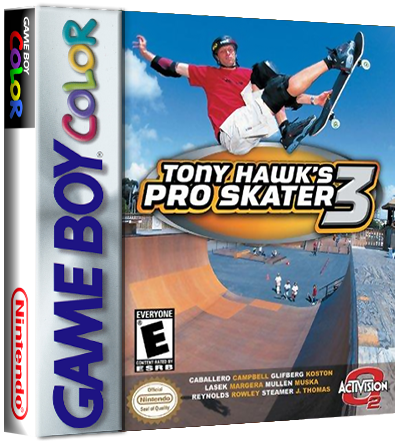 GAME BOY
COLOR
Nintendo
GAME BOY COLOR
TONY HAWK'S
PRO SKATER 3
EVERYONE
E
CONTENT RATED BY
ESRB
Official
Nintendo
Seal of Quality
CABALLERO CAMPBELL GLIFBERG KOSTON
LASEK MARGERA MULLEN MUSKA
REYNOLDS ROWLEY STEAMER J. THOMAS
ACTIVISION
O2